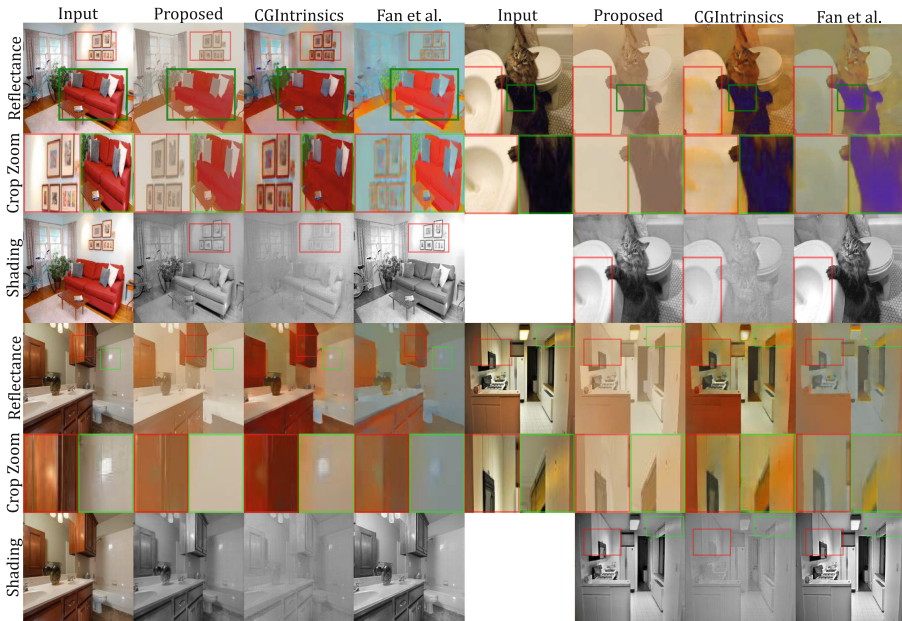 Input Proposed CGIntrinsics Fan et al. Input Proposed CGIntrinsics Fan et al.
Reflectance
Crop Zoom
Shading
Reflectance
Crop Zoom
Shading